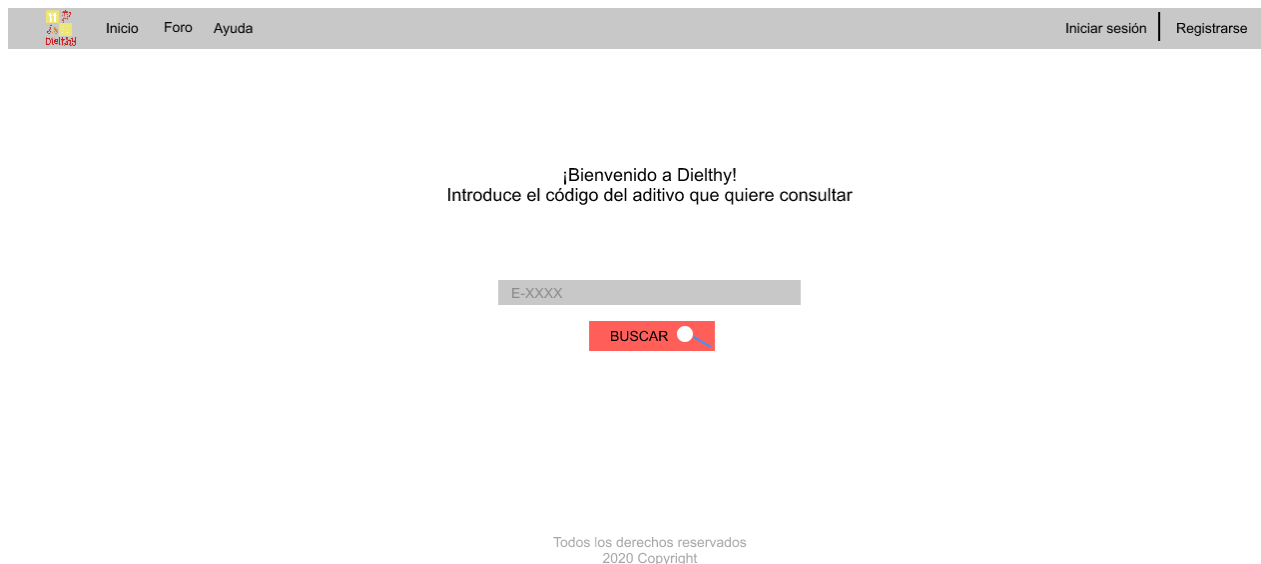 11
Dielthy
Inicio
Foro
Ayuda
Iniciar sesión
Registrarse
¡Bienvenido a Dielthy!
Introduce el código del aditivo que quiere consultar
E-XXXX
BUSCAR
Todos los derechos reservados
2020 Copyright